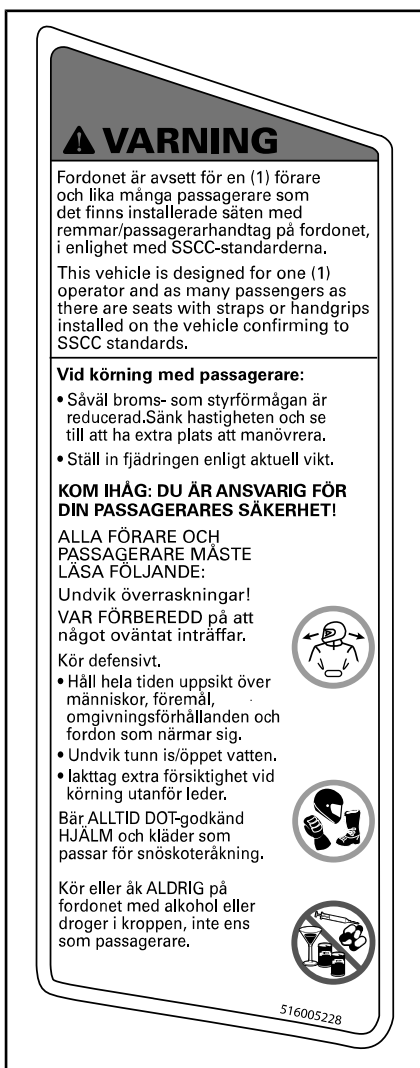 VARNING
Fordonet är avsett för en (1) förare
och lika många passagerare som
det finns installerade säten med
remmar/passagerarhandtag på fordonet,
i enlighet med SSCC-standarderna.
This vehicle is designed for one (1)
operator and as many passengers as
there are seats with straps or handgrips
installed on the vehicle confirming to
SSCC standards.
Vid körning med passagerare:
• Såväl broms- som styrförmågan är
reducerad.Sänk hastigheten och se
till att ha extra plats att manövrera.
• Ställ in fjädringen enligt aktuell vikt.
KOM IHÅG: DU ÄR ANSVARIG FÖR
DIN PASSAGERARES SÄKERHET!
ALLA FÖRARE OCH
PASSAGERARE MÅSTE
LÄSA FÖLJANDE:
Undvik överraskningar!
VAR FÖRBEREDD på att
något oväntat inträffar.
Kör defensivt.
• Håll hela tiden uppsikt över
människor, föremål,
omgivningsförhållanden och
fordon som närmar sig.
• Undvik tunn is/öppet vatten.
• Iakttag extra försiktighet vid
körning utanför leder.
Bär ALLTID DOT-godkänd
HJÄLM och kläder som
passar för snöskoteråkning.
Kör eller åk ALDRIG på
fordonet med alkohol eller
droger i kroppen, inte ens
som passagerare.
516005228